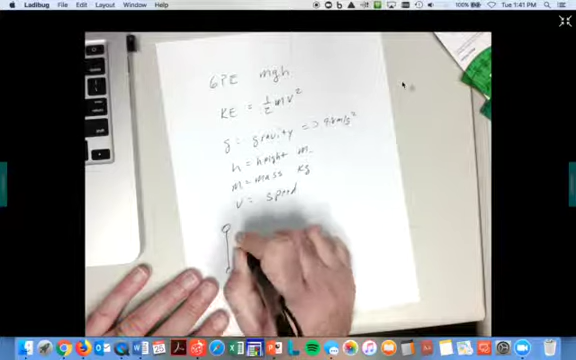 Ladibug File Edit Window Help 100% Tue 1:41 PM
GPE mgh
KE = 1/2 mv²
g: gravity => 9.8m/s²
h = height m.
m = mass kg
v = speed